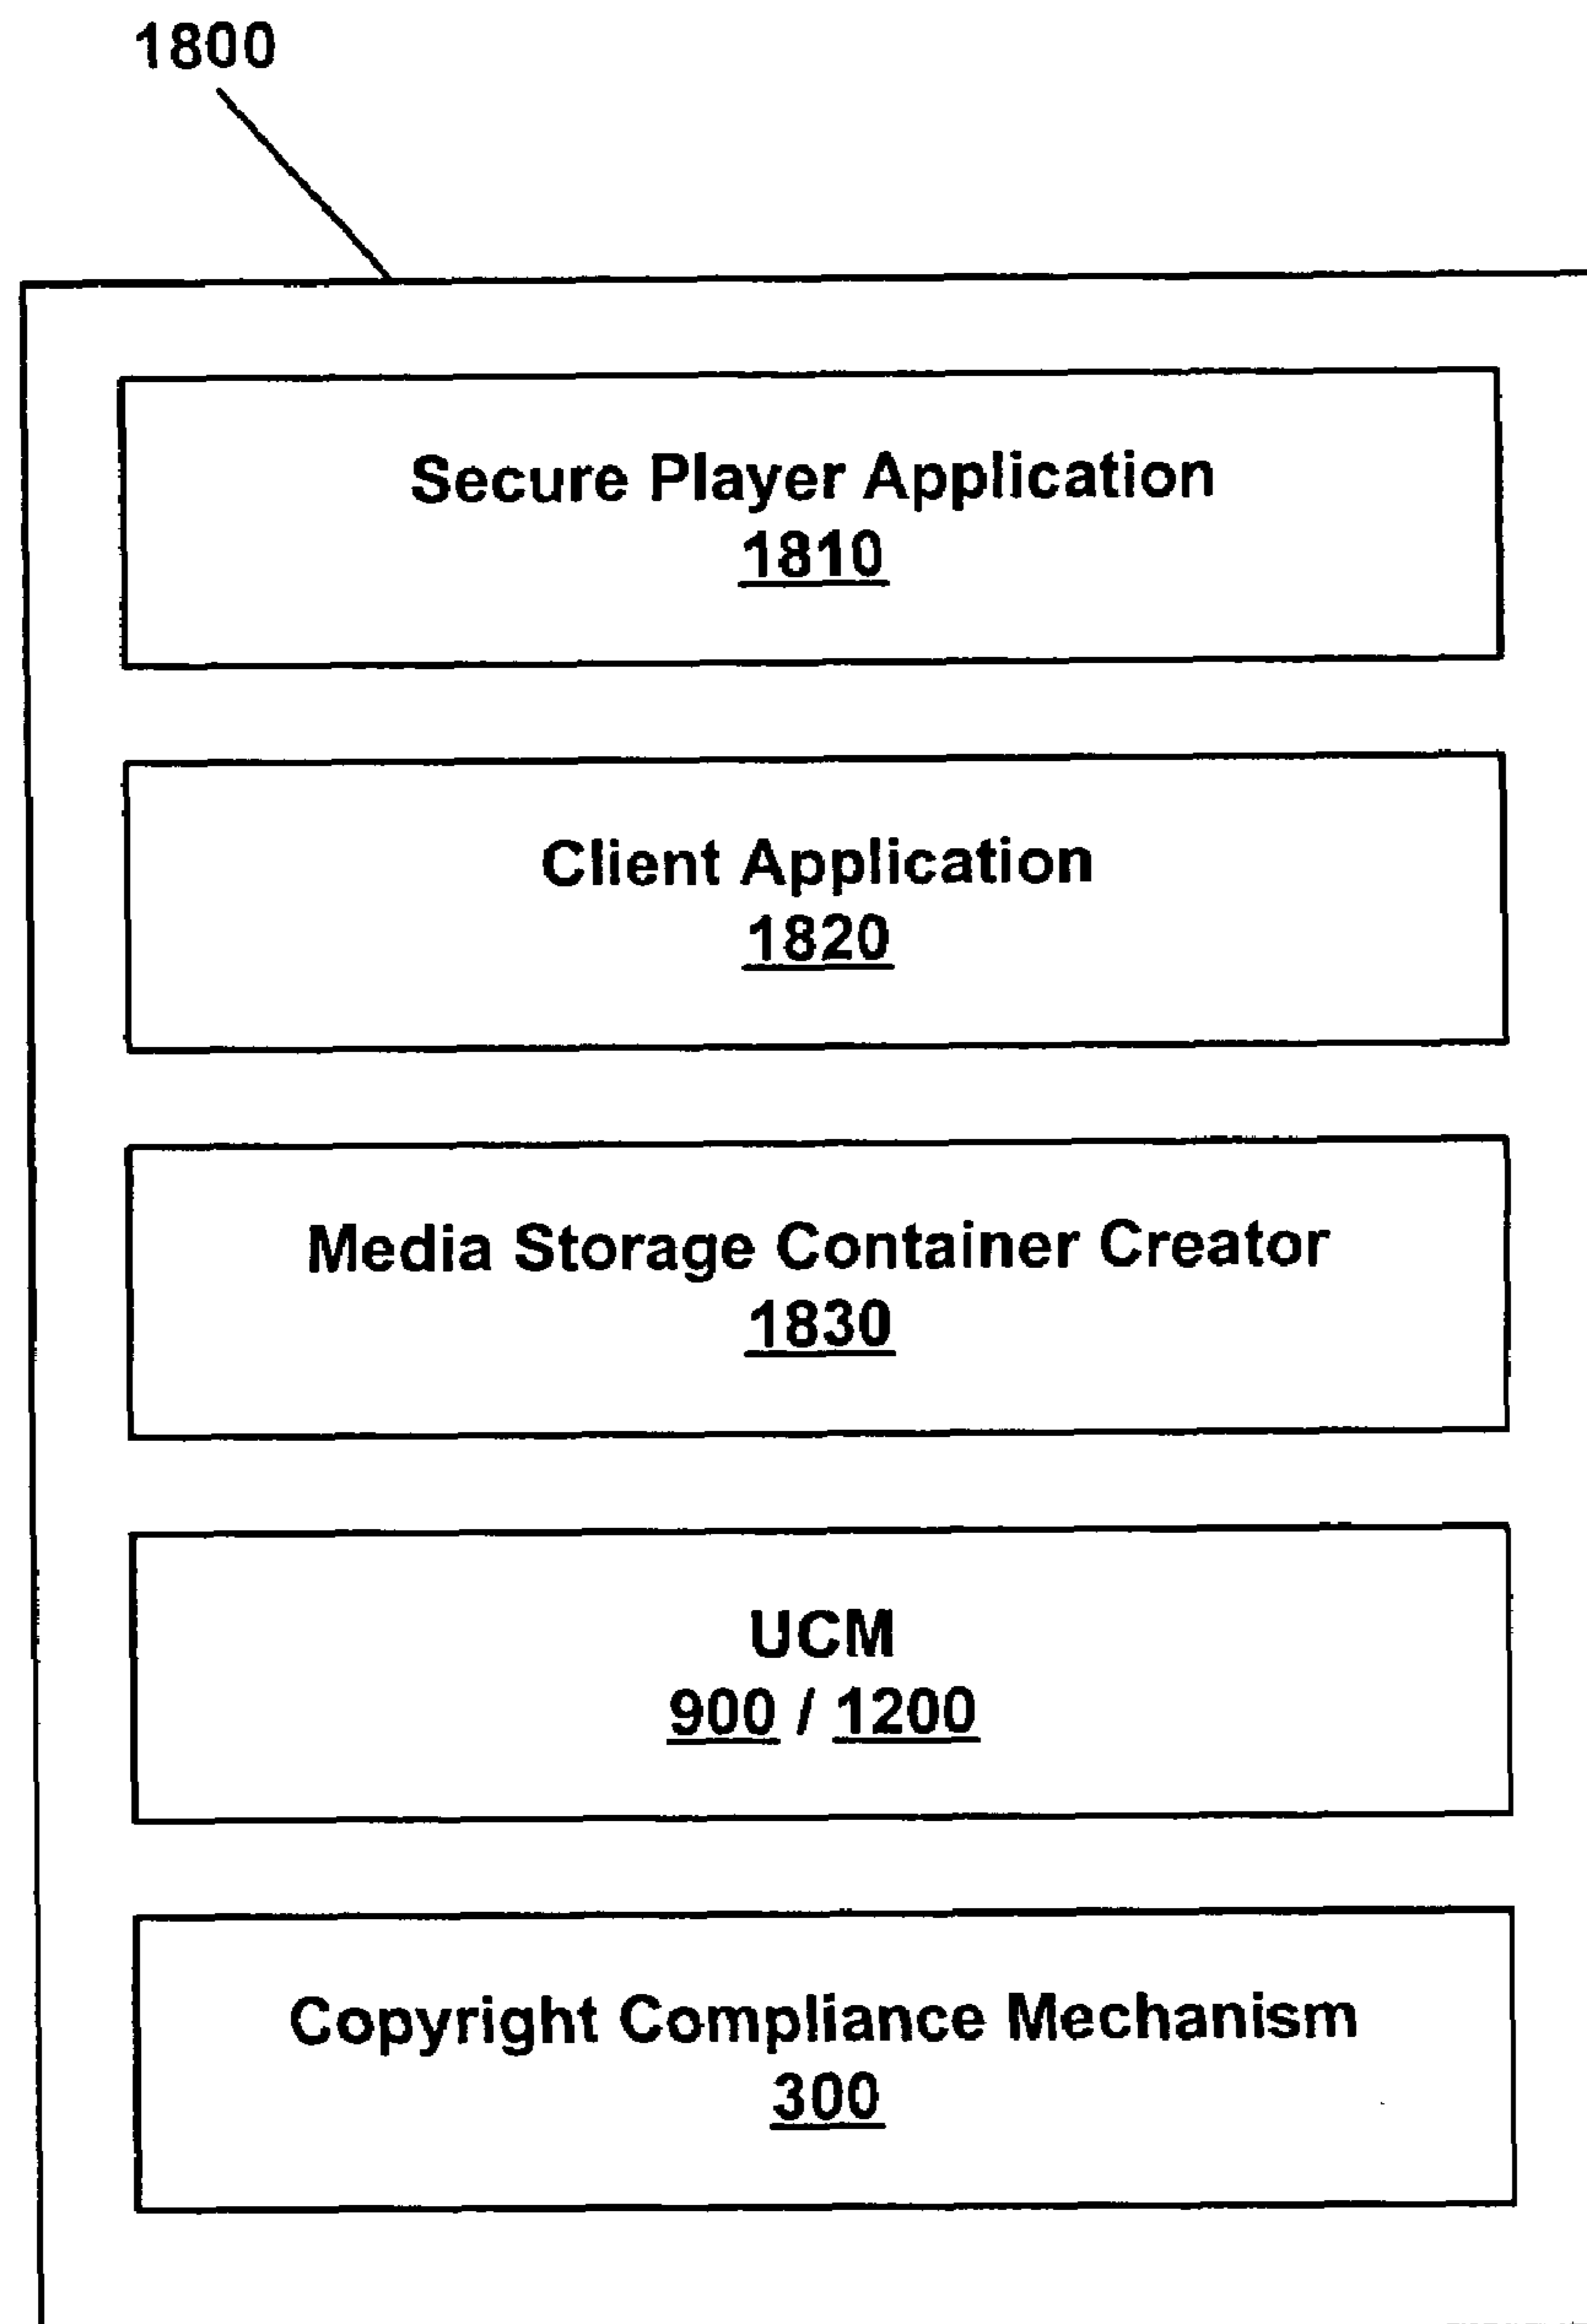 1800
Secure Player Application
1810
Client Application
1820
Media Storage Container Creator
1830
UCM
900 / 1200
Copyright Compliance Mechanism
300